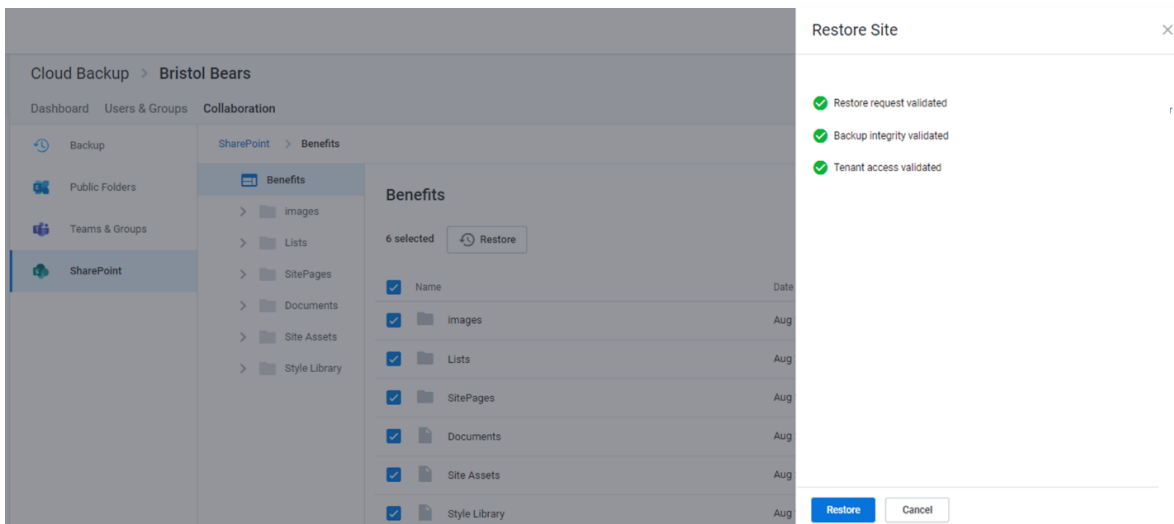 Restore Site
Cloud Backup > Bristol Bears
Dashboard Users & Groups Collaboration
Backup
Public Folders
Teams & Groups
SharePoint
SharePoint > Benefits
Benefits
images
Lists
SitePages
Documents
Site Assets
Style Library
Benefits
6 selected Restore
Name Date
images Aug
Lists Aug
SitePages Aug
Documents Aug
Site Assets Aug
Style Library Aug
Restore request validated
Backup integrity validated
Tenant access validated
Restore Cancel